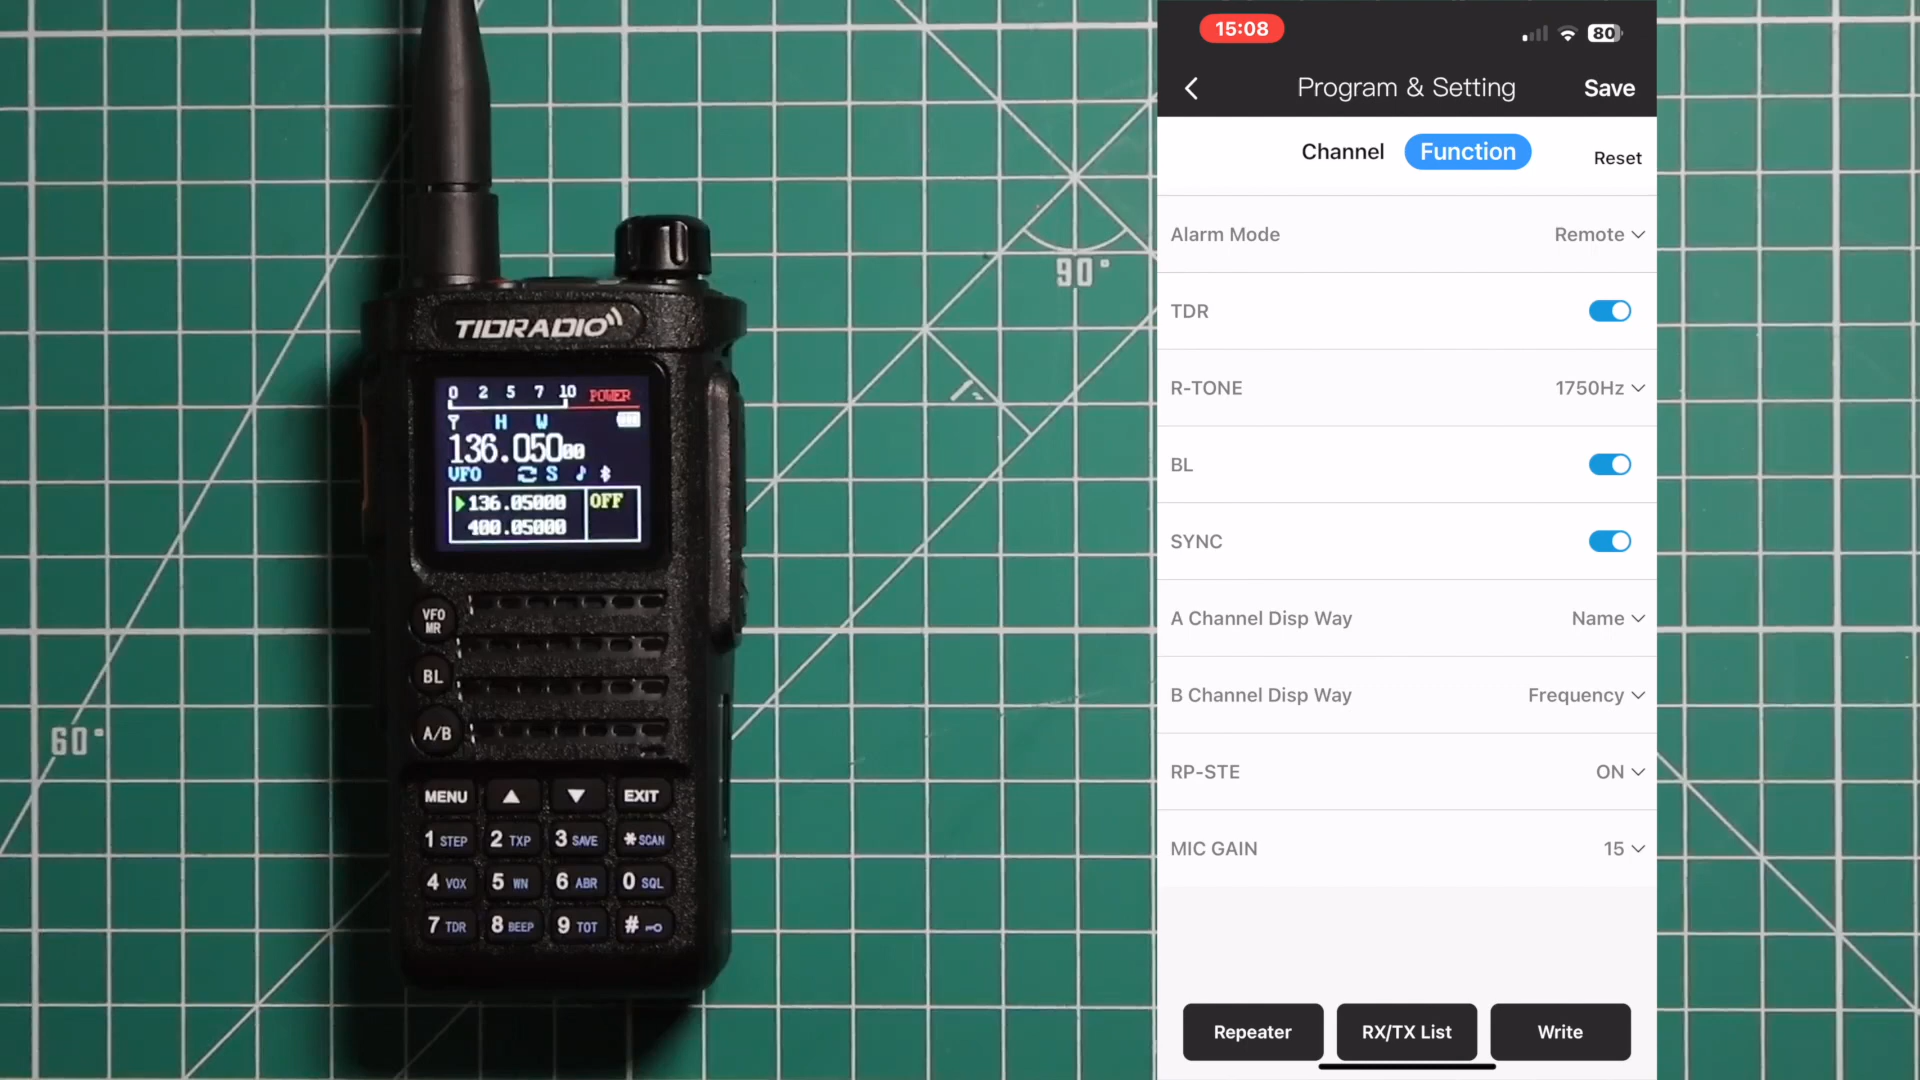 TIDRADIO
0 2 5 7 10 POWER
H W
136.05000
VFO S
136.05000 OFF
400.05000
VFO
MR
BL
A/B
MENU ▲ ▼ EXIT
1 STEP 2 TXP 3 SAVE * SCAN
4 VOX 5 WN 6 ABR 0 SQL
7 TDR 8 BEEP 9 TOT #
60°
90°
15:08 80
Program & Setting Save
Channel Function Reset
Alarm Mode Remote
TDR
R-TONE 1750Hz
BL
SYNC
A Channel Disp Way Name
B Channel Disp Way Frequency
RP-STE ON
MIC GAIN 15
Repeater RX/TX List Write